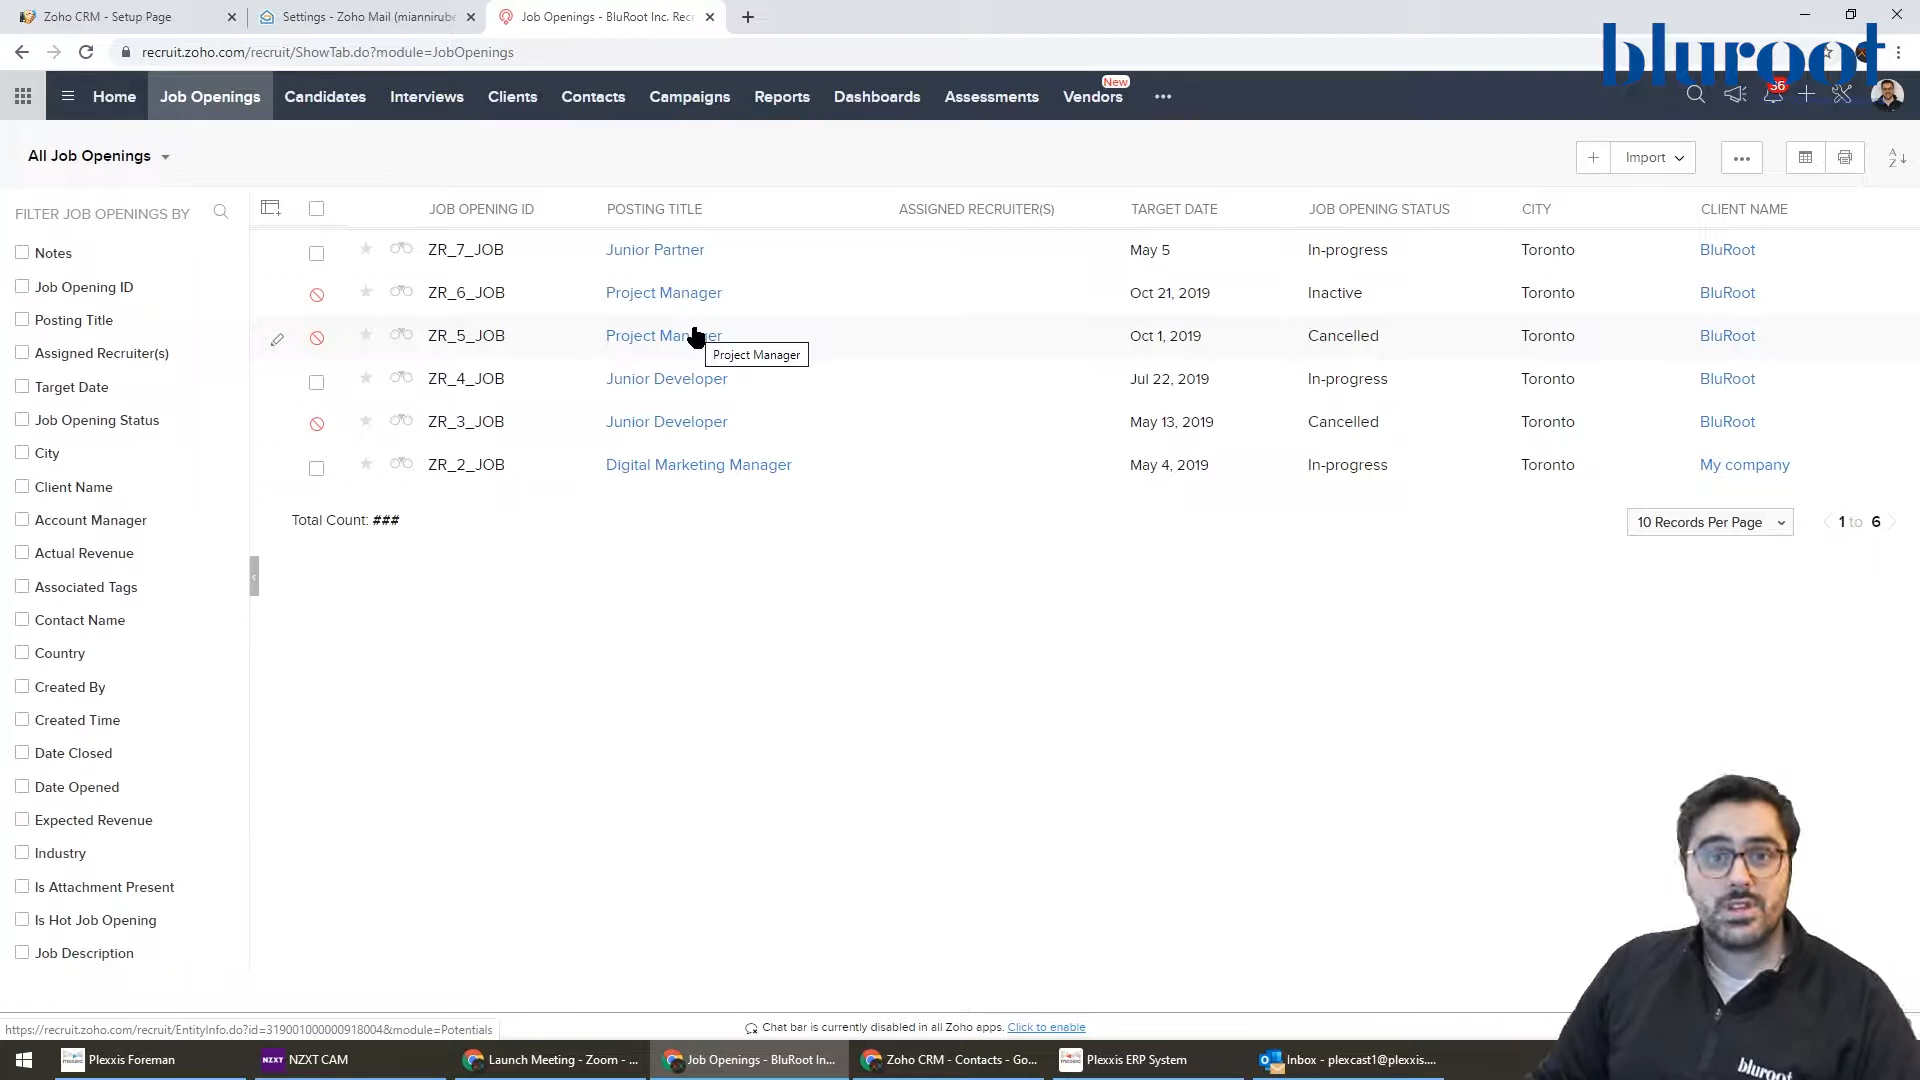 Zoho CRM - Setup Page
Settings - Zoho Mail (miannirube
Job Openings - BluRoot Inc. Rec
recruit.zoho.com/recruit/ShowTab.do?module=JobOpenings
bluroot
Home
Job Openings
Candidates
Interviews
Clients
Contacts
Campaigns
Reports
Dashboards
Assessments
Vendors
New
56
All Job Openings
Import
FILTER JOB OPENINGS BY
JOB OPENING ID POSTING TITLE ASSIGNED RECRUITER(S) TARGET DATE JOB OPENING STATUS CITY CLIENT NAME
ZR_7_JOB Junior Partner May 5 In-progress Toronto BluRoot
ZR_6_JOB Project Manager Oct 21, 2019 Inactive Toronto BluRoot
ZR_5_JOB Project Manager Oct 1, 2019 Cancelled Toronto BluRoot
Project Manager
ZR_4_JOB Junior Developer Jul 22, 2019 In-progress Toronto BluRoot
ZR_3_JOB Junior Developer May 13, 2019 Cancelled Toronto BluRoot
ZR_2_JOB Digital Marketing Manager May 4, 2019 In-progress Toronto My company
Total Count: ###
10 Records Per Page
1 to 6
Notes
Job Opening ID
Posting Title
Assigned Recruiter(s)
Target Date
Job Opening Status
City
Client Name
Account Manager
Actual Revenue
Associated Tags
Contact Name
Country
Created By
Created Time
Date Closed
Date Opened
Expected Revenue
Industry
Is Attachment Present
Is Hot Job Opening
Job Description
https://recruit.zoho.com/recruit/EntityInfo.do?id=319001000000918004&module=Potentials
Chat bar is currently disabled in all Zoho apps. Click to enable
bluroot
Plexxis Foreman
NZXT
NZXT CAM
Launch Meeting - Zoom - ...
Job Openings - BluRoot In...
Zoho CRM - Contacts - Go...
Plexxis ERP System
Inbox - plexcast1@plexxis....